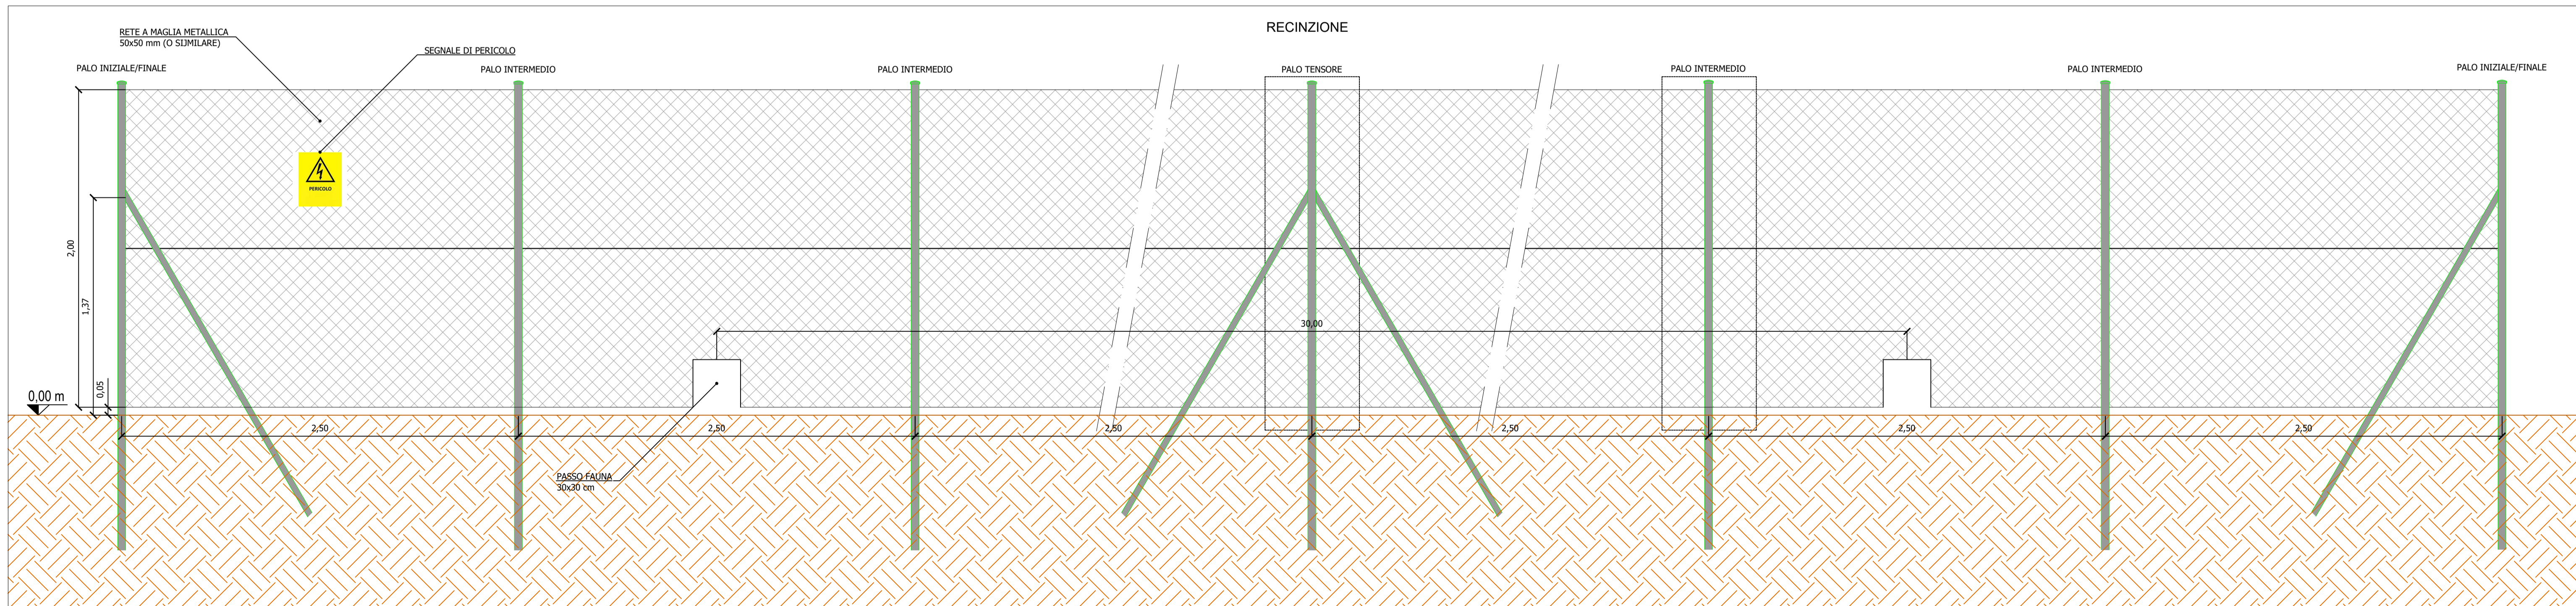 RECINZIONE
RETE A MAGLIA METALLICA
50x50 mm (O SIJMILARE)
SEGNALE DI PERICOLO
PALO INIZIALE/FINALE
PALO INTERMEDIO
PALO INTERMEDIO
PALO TENSORE
PALO INTERMEDIO
PALO INTERMEDIO
PALO INIZIALE/FINALE
PERICOLO
2,00
1,37
0,05
30,00
0,00 m
2,50
2,50
2,50
2,50
2,50
2,50
PASSO FAUNA
30x30 cm